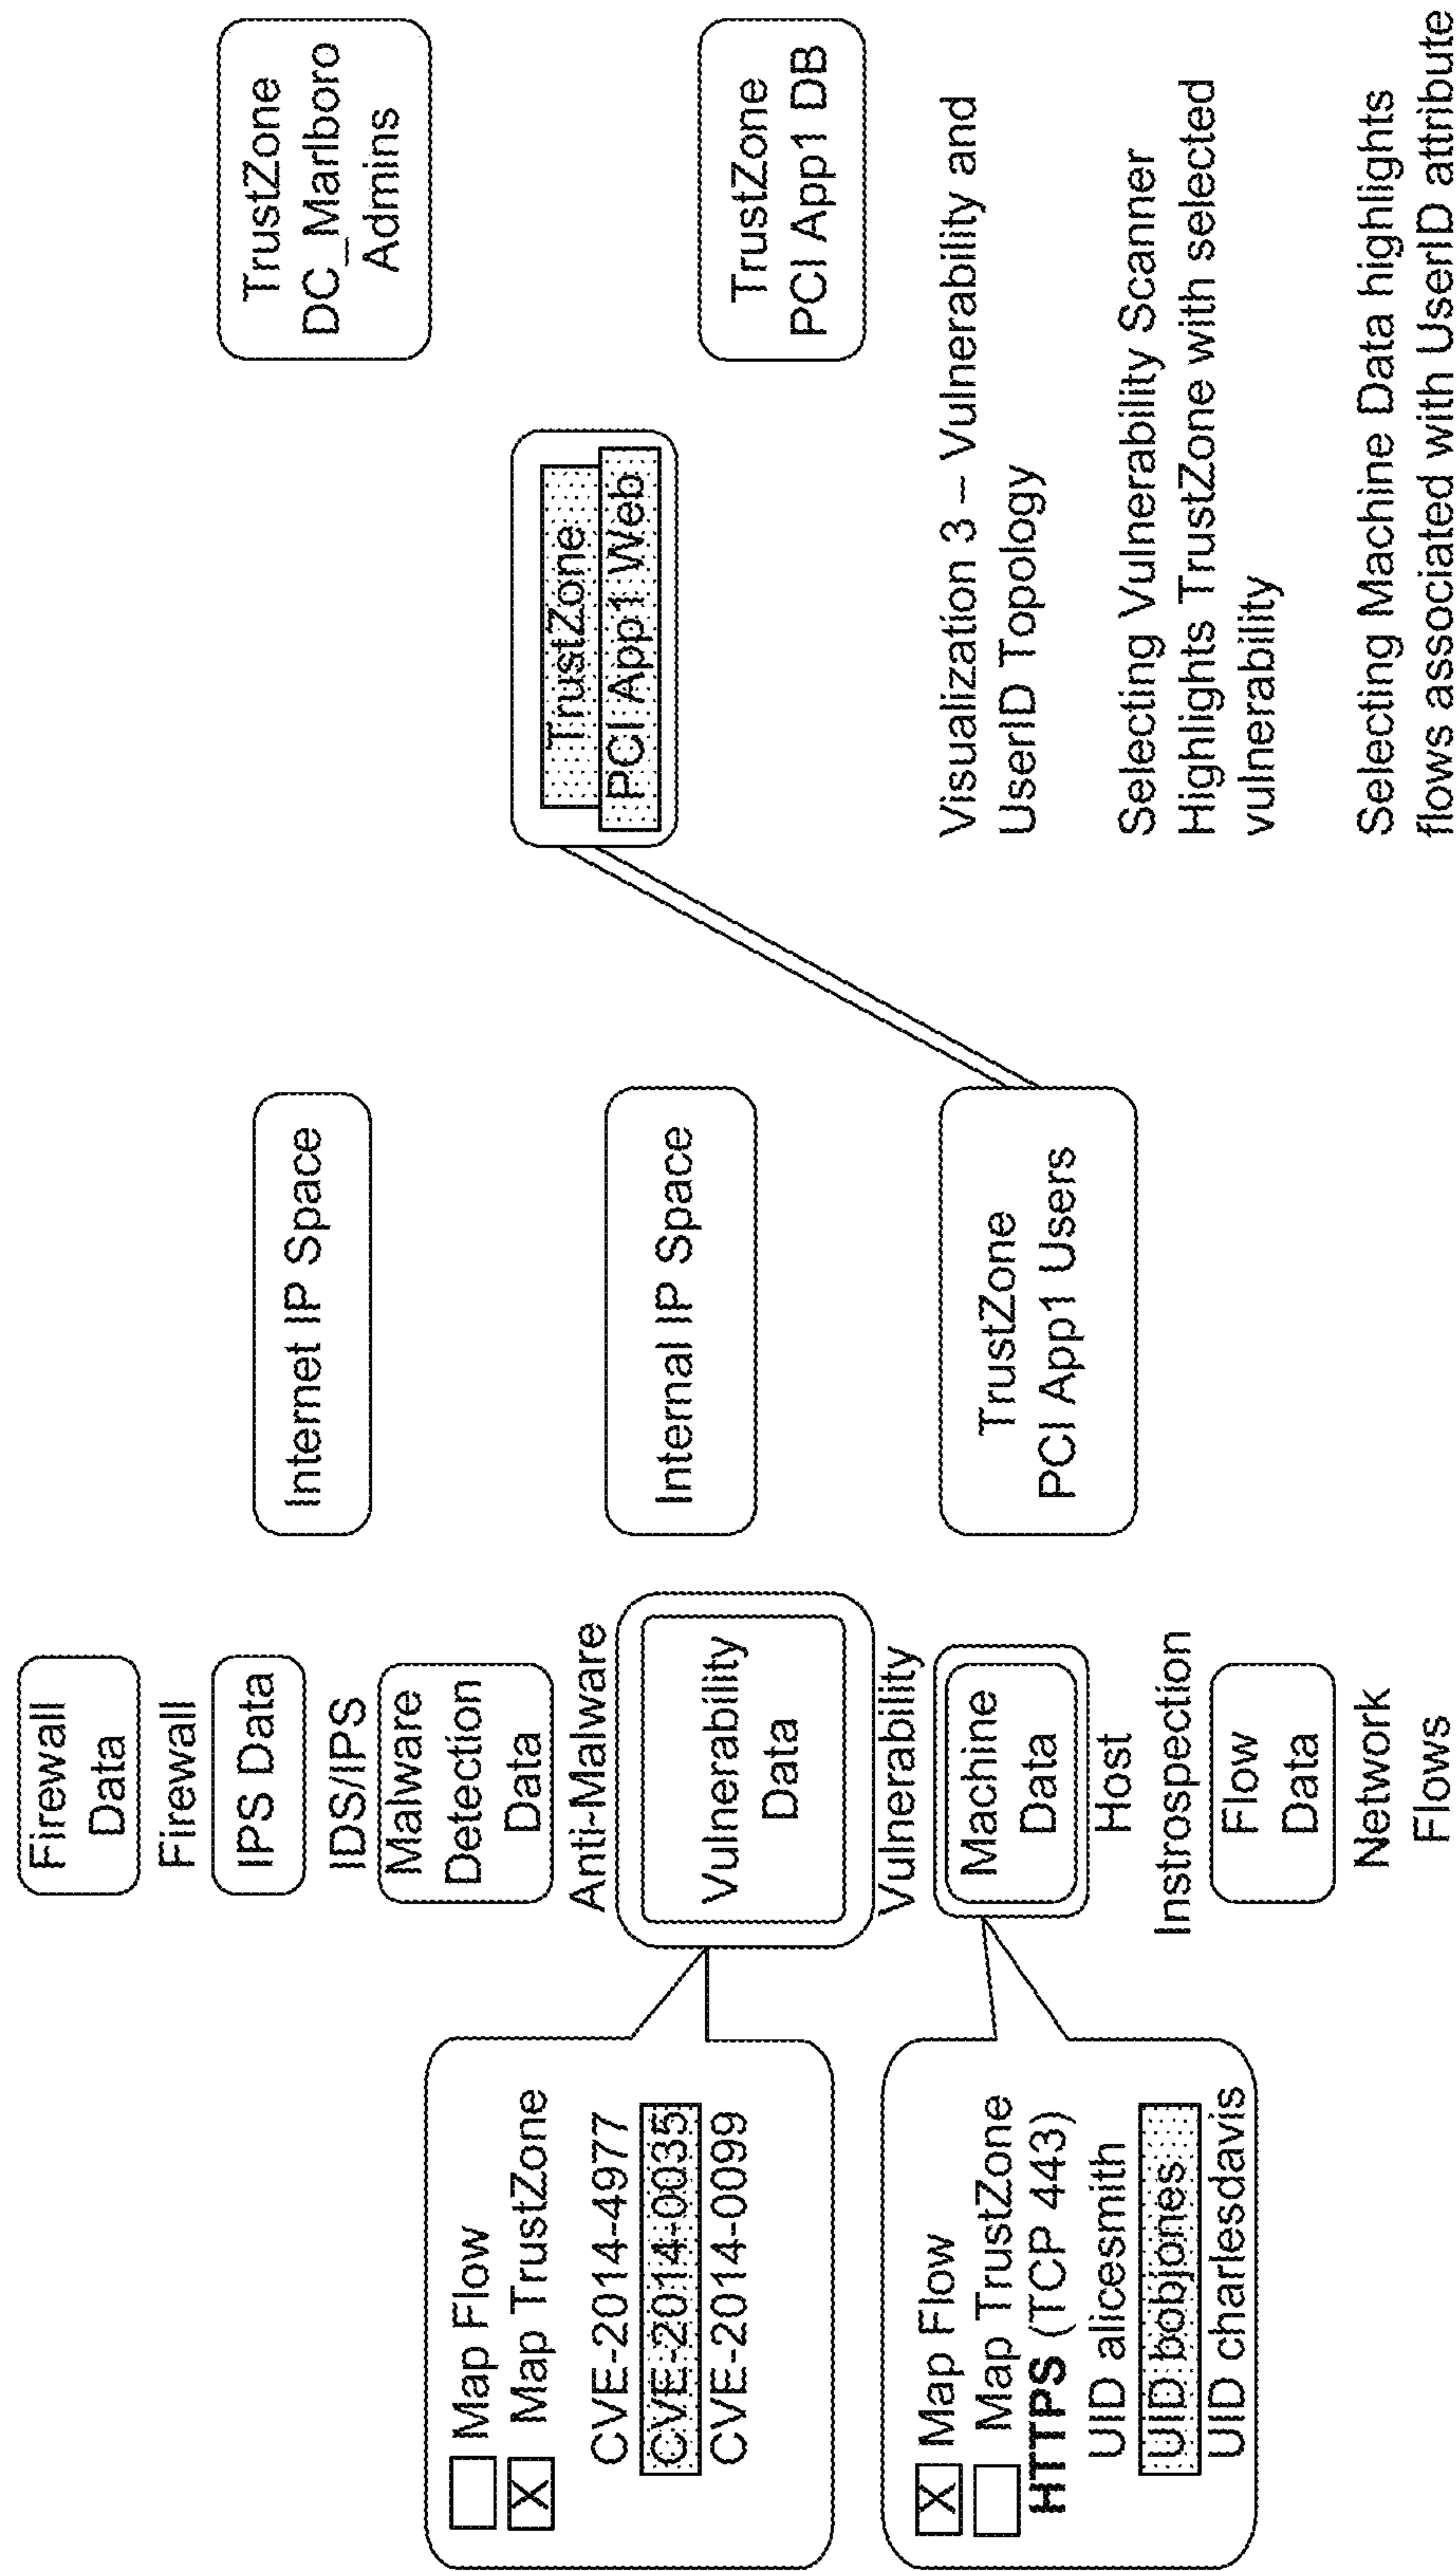 Map Flow
X Map TrustZone
CVE-2014-4977
CVE-2014-0035
CVE-2014-0099
X Map Flow
Map TrustZone
HTTPS (TCP 443)
UID alicesmith
UID bobjones
UID charlesdavis
Firewall
Data
Firewall
IPS Data
IDS/IPS
Malware
Detection
Data
Anti-Malware
Vulnerability
Data
Vulnerability
Machine
Data
Host
Instrospection
Flow
Data
Network
Flows
Internet IP Space
Internal IP Space
TrustZone
PCI App1 Users
TrustZone
PCI App1 Web
TrustZone
DC_Marlboro
Admins
TrustZone
PCI App1 DB
Visualization 3 – Vulnerability and
UserID Topology
Selecting Vulnerability Scanner
Highlights TrustZone with selected
vulnerability
Selecting Machine Data highlights
flows associated with UserID attribute